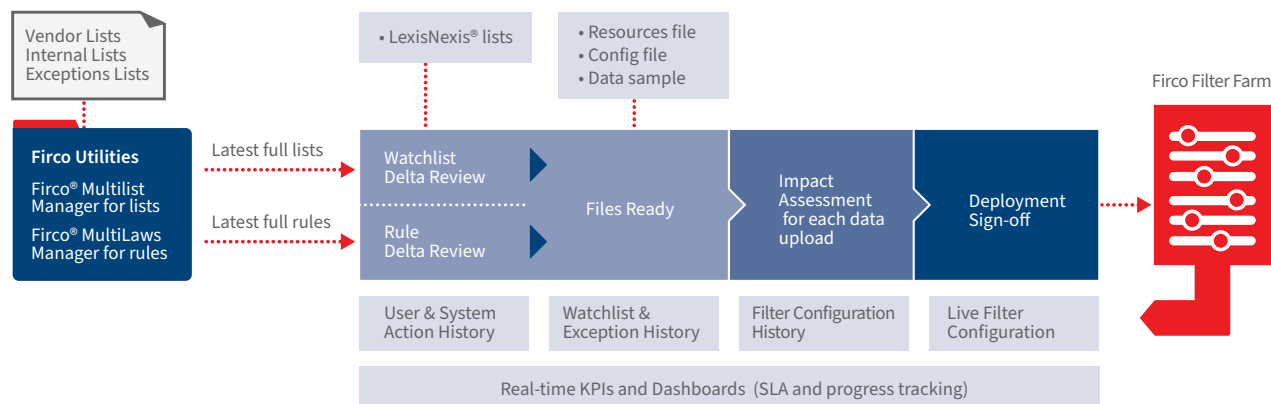 Vendor Lists
Internal Lists
Exceptions Lists
• LexisNexis® lists
• Resources file
• Config file
• Data sample
Firco Filter Farm
Firco Utilities
Firco® Multilist
Manager for lists
Firco® MultiLaws
Manager for rules
Latest full lists
Latest full rules
Watchlist
Delta Review
Rule
Delta Review
Files Ready
Impact
Assessment
for each data
upload
Deployment
Sign-off
User & System
Action History
Watchlist &
Exception History
Filter Configuration
History
Live Filter
Configuration
Real-time KPIs and Dashboards (SLA and progress tracking)